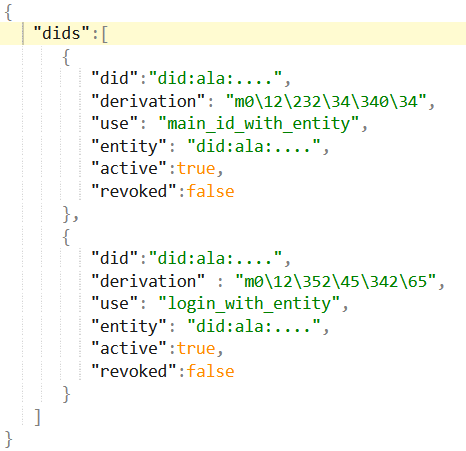 {
"dids":[
{
"did":"did:ala:....",
"derivation": "m0\12\232\34\340\34",
"use": "main_id_with_entity",
"entity": "did:ala:....",
"active":true,
"revoked":false
},
{
"did":"did:ala:....",
"derivation" : "m0\12\352\45\342\65",
"use": "login_with_entity",
"entity": "did:ala:....",
"active":true,
"revoked":false
}
]
}